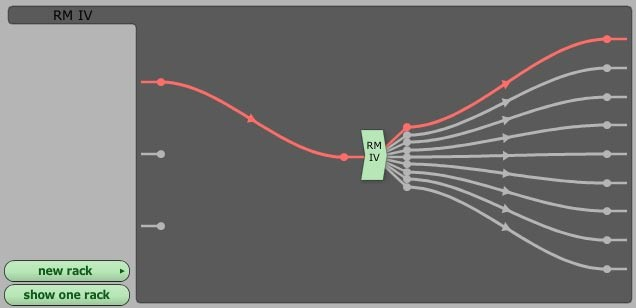 RM IV
RM
IV
new rack
show one rack